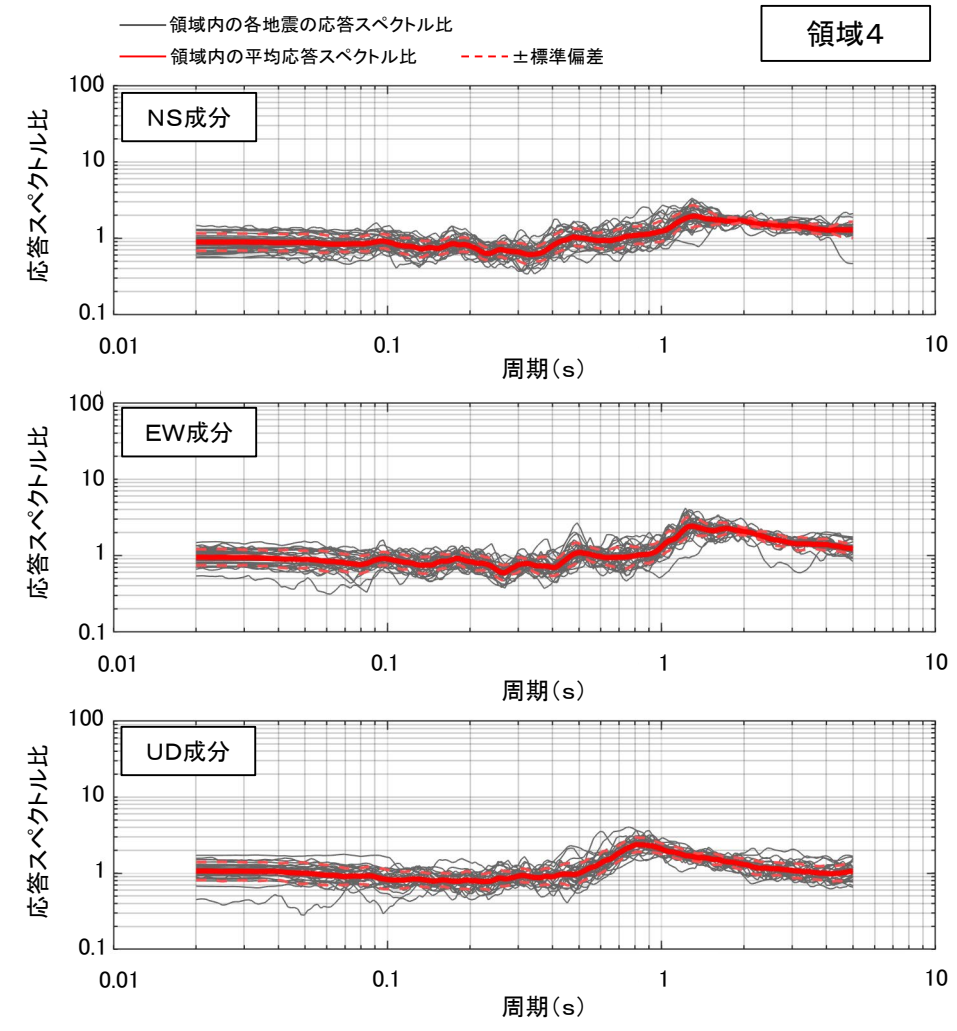 領域内の各地震の応答スペクトル比
領域4
領域内の平均応答スペクトル比 ±標準偏差
NS成分
応答スペクトル比
100
10
1
0.1
0.01 0.1 1 10
周期(s)
EW成分
応答スペクトル比
100
10
1
0.1
0.01 0.1 1 10
周期(s)
UD成分
応答スペクトル比
100
10
1
0.1
0.01 0.1 1 10
周期(s)